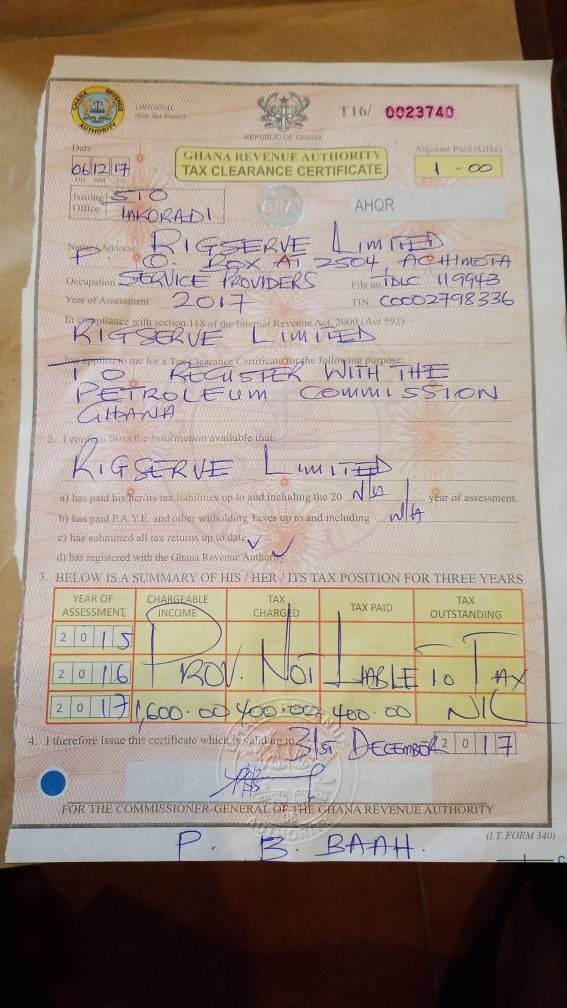 GHANA REVENUE AUTHORITY
ORIGINAL
(For Tax Payer)
REPUBLIC OF GHANA
T16/ 0023740
Date
06 12 17
GHANA REVENUE AUTHORITY
TAX CLEARANCE CERTIFICATE
Amount Paid (GH¢)
1 - 00
Issuing Office
STO
TAKORADI
GRA
AHQR
Name & Address RIGSERVE LIMITED
P. O. BOX AT 2504, ACHIMOTA
Occupation SERVICE PROVIDERS File no. IDLC 119943
Year of Assessment 2017 TIN. C0002798336
In compliance with section 118 of the Internal Revenue Act, 2000 (Act 592)
RIGSERVE LIMITED
has applied to me for a Tax Clearance Certificate for the following purpose:
TO REGISTER WITH THE
PETROLEUM COMMISSION
GHANA
2. I confirm from the information available that:
RIGSERVE LIMITED
a) has paid his/her/its tax liabilities up to and including the 20 N/A year of assessment.
b) has paid P.A.Y.E. and other witholding Taxes up to and including N/A
c) has submitted all tax returns up to date ✓
d) has registered with the Ghana Revenue Authority. ✓
3. BELOW IS A SUMMARY OF HIS / HER / ITS TAX POSITION FOR THREE YEARS
YEAR OF ASSESSMENT CHARGEABLE INCOME TAX CHARGED TAX PAID TAX OUTSTANDING
2015
2016 PROV. NOT LIABLE TO TAX
2017 1,600.00 400.00 400.00 NIL
4. I therefore issue this certificate which is valid up to 31st DECEMBER 2017
FOR THE COMMISSIONER-GENERAL OF THE GHANA REVENUE AUTHORITY
(I.T. FORM 340)
P. B. BAAH.